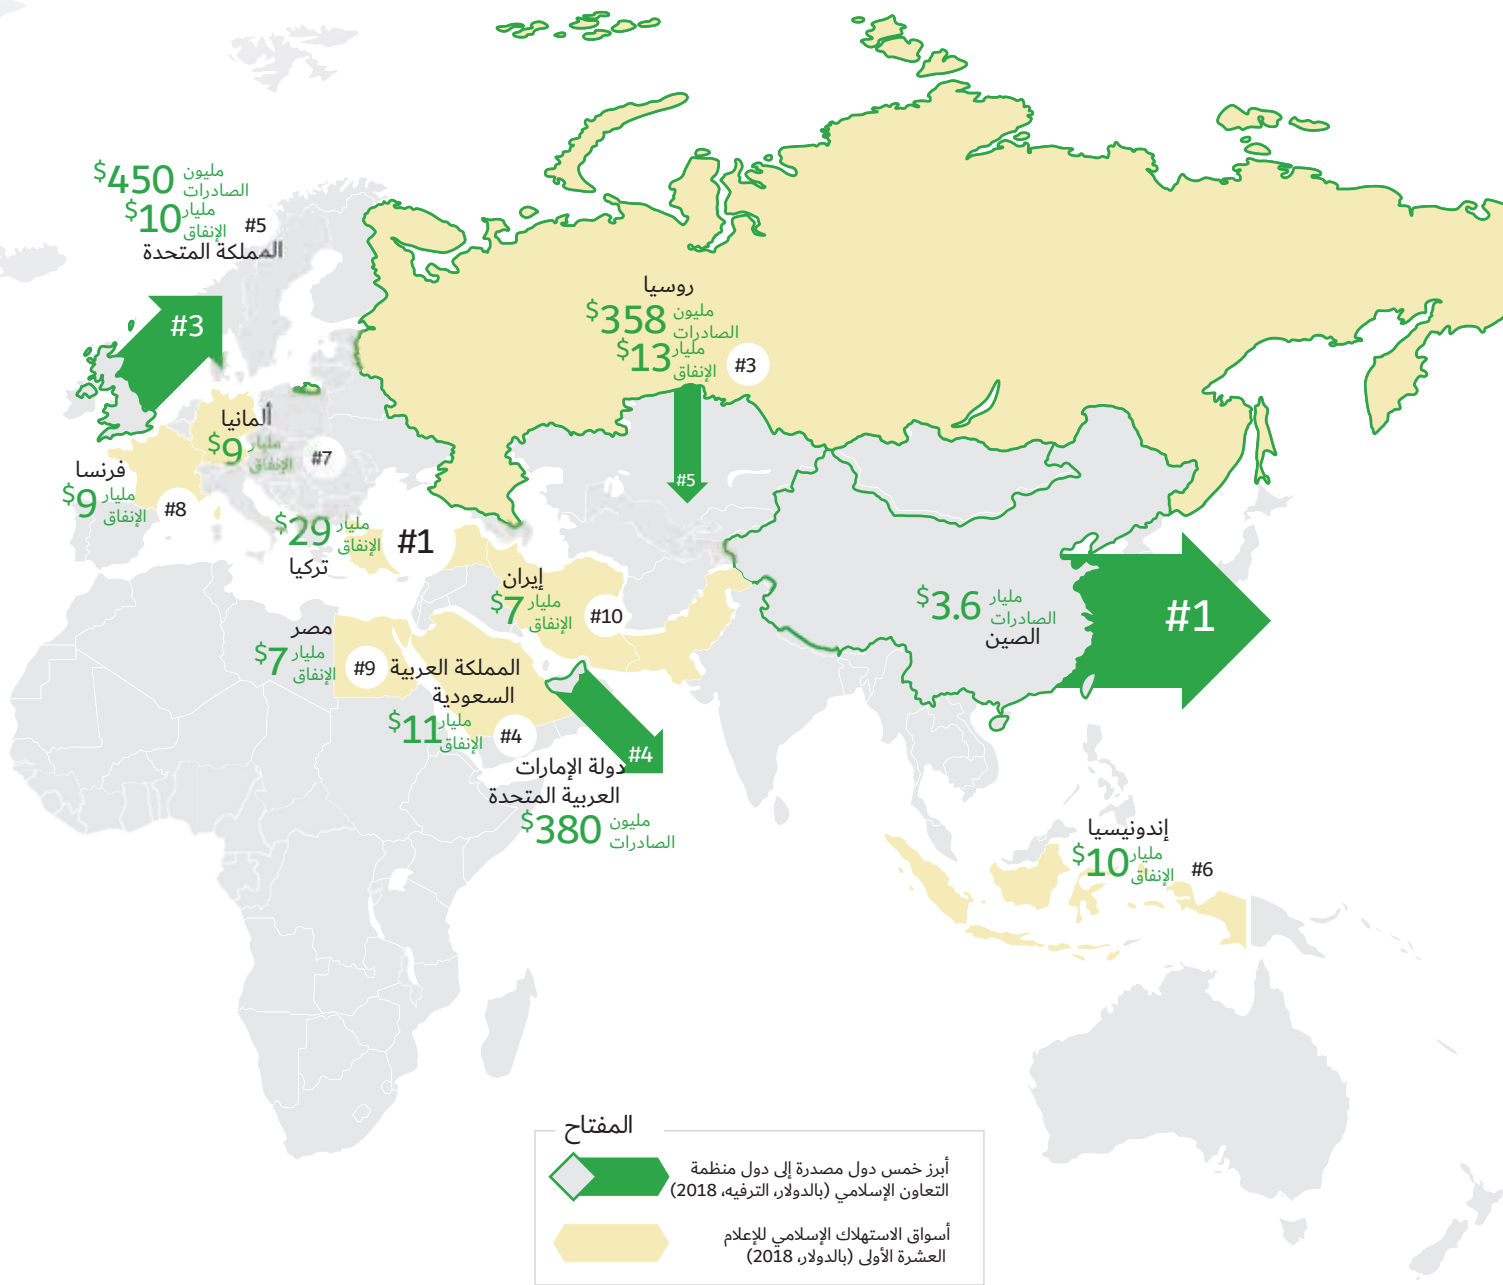 $450 مليون
الصادرات
$10 مليار
الإنفاق
#5
المملكة المتحدة
#3
روسيا
$358 مليون
الصادرات
$13 مليار
الإنفاق
#3
#5
ألمانيا
$9 مليار
الإنفاق
#7
فرنسا
$9 مليار
الإنفاق
#8
$29 مليار
الإنفاق
#1
تركيا
إيران
$7 مليار
الإنفاق
#10
$3.6 مليار
الصادرات
الصين
#1
مصر
$7 مليار
الإنفاق
#9
المملكة العربية
السعودية
$11 مليار
الإنفاق
#4
#4
دولة الإمارات
العربية المتحدة
$380 مليون
الصادرات
إندونيسيا
$10 مليار
الإنفاق
#6
المفتاح
أبرز خمس دول مصدرة إلى دول منظمة
التعاون الإسلامي (بالدولار، الترفيه، 2018)
أسواق الاستهلاك الإسلامي للإعلام
العشرة الأولى (بالدولار، 2018)